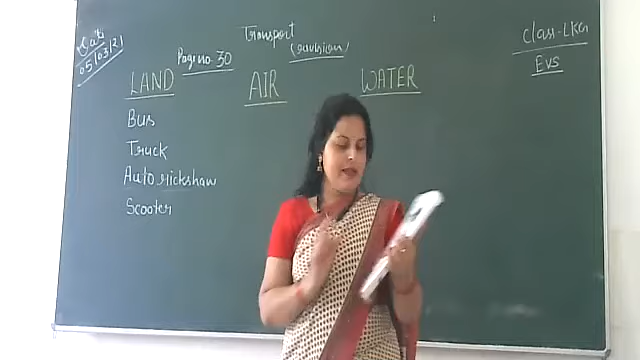 Date
05/03/21
Page no 30
Transport
(revision)
Class-LKG
EVS
LAND
AIR
WATER
Bus
Truck
Auto rickshaw
Scooter